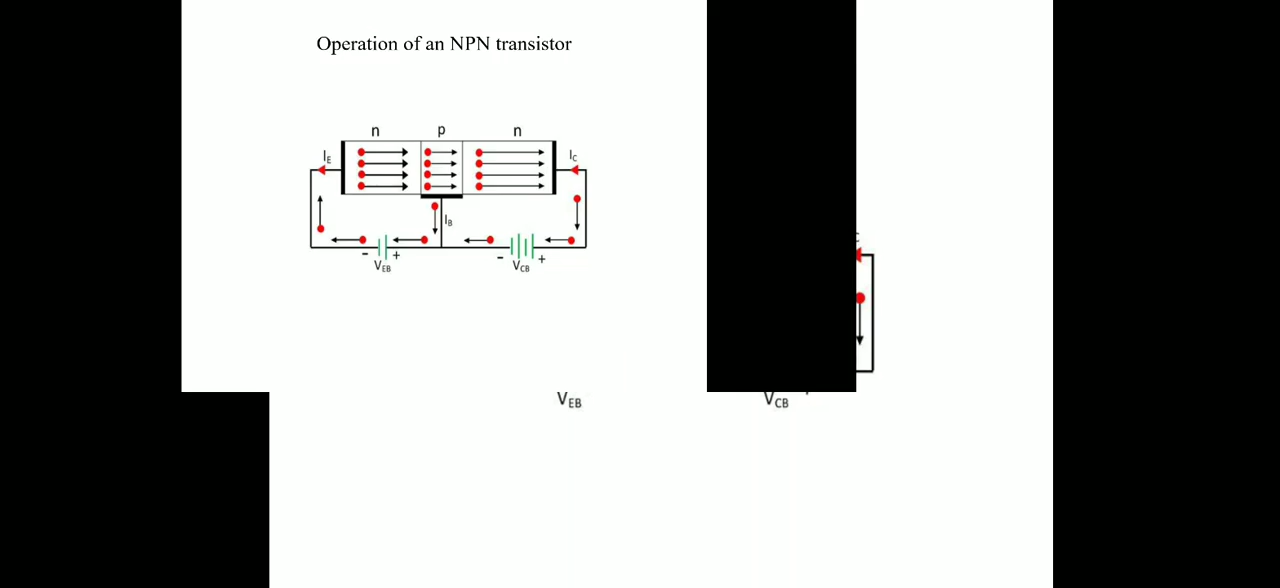 Operation of an NPN transistor
n p n
IE IC
IB
- + - +
VEB VCB
VEB VCB